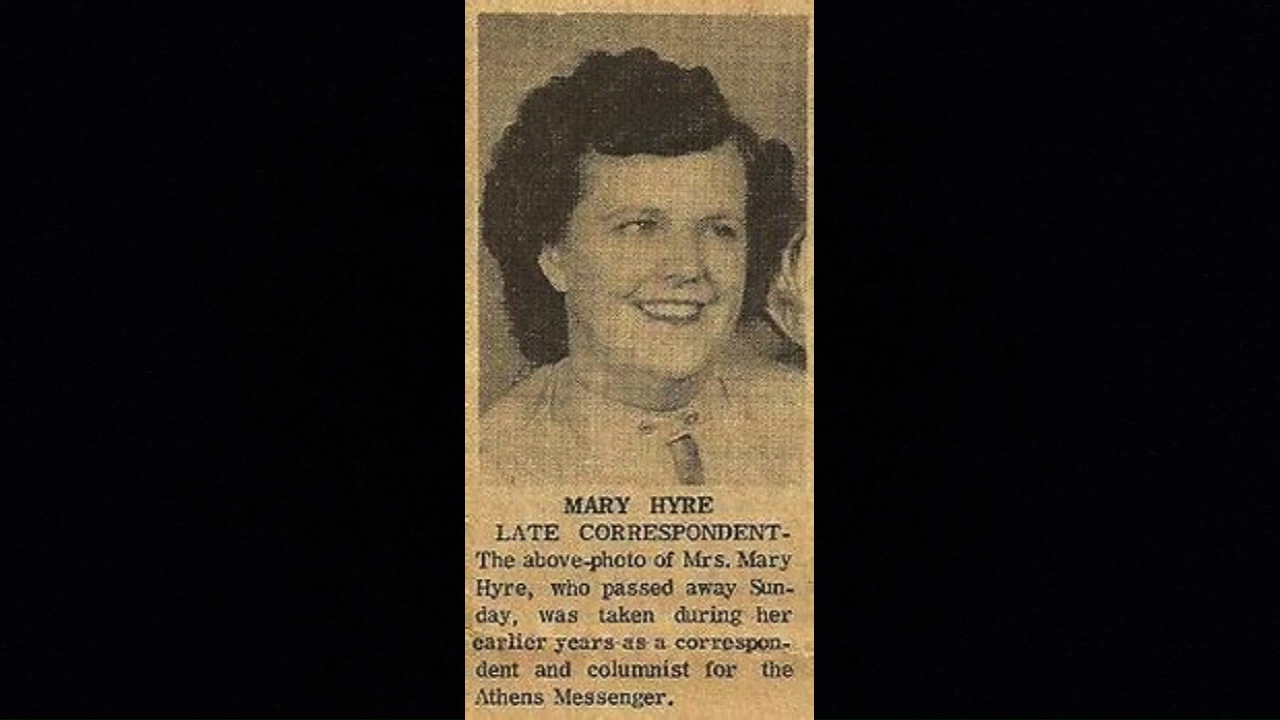 MARY HYRE
LATE CORRESPONDENT-
The above-photo of Mrs. Mary
Hyre, who passed away Sun-
day, was taken during her
earlier years as a correspon-
dent and columnist for the
Athens Messenger.